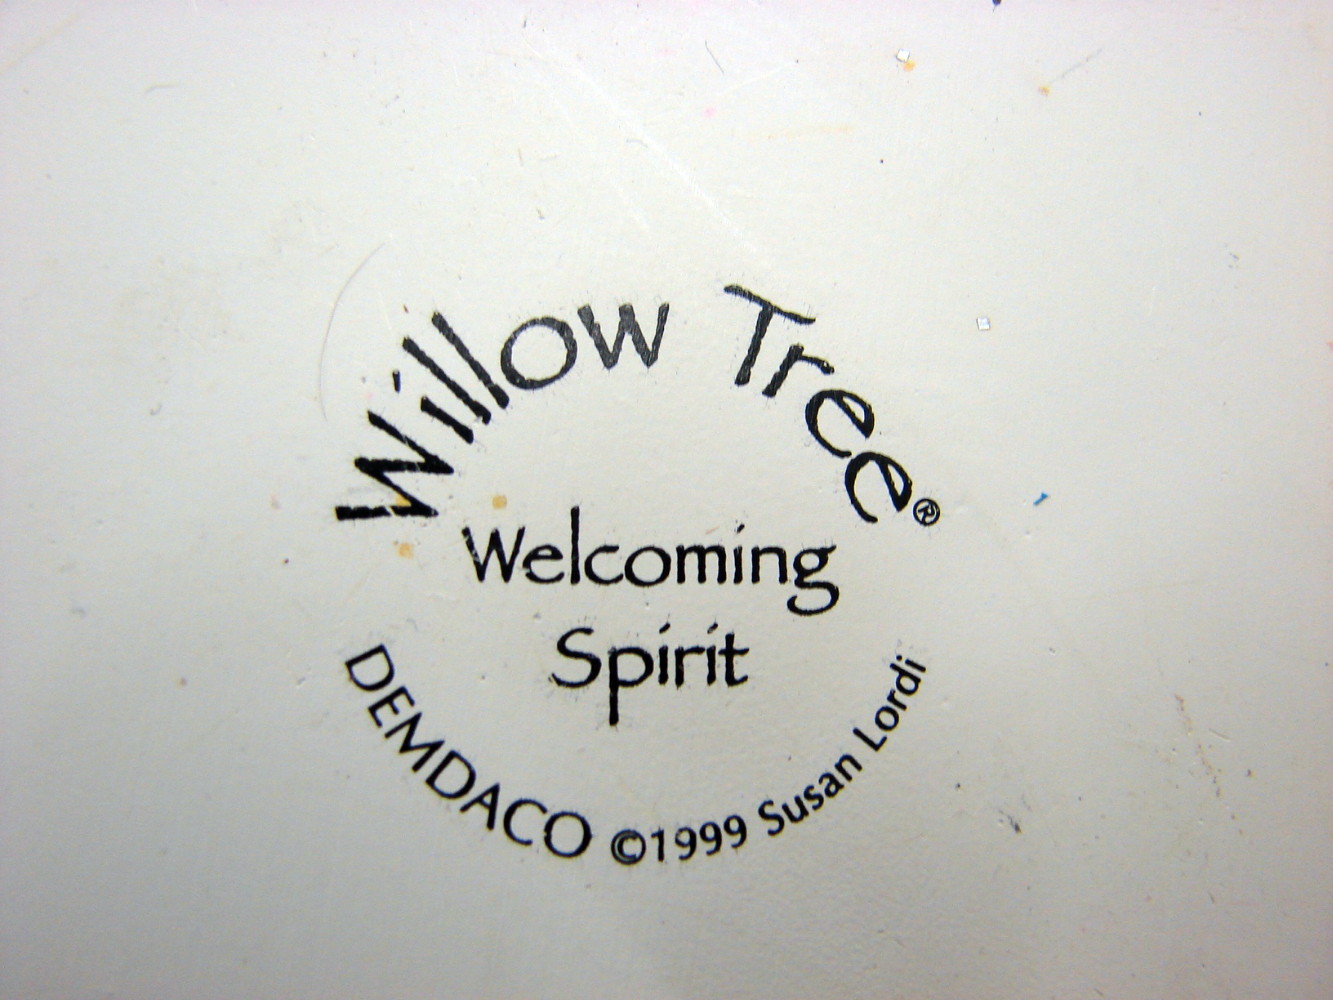 Willow Tree®
Welcoming
Spirit
DEMDACO ©1999 Susan Lordi